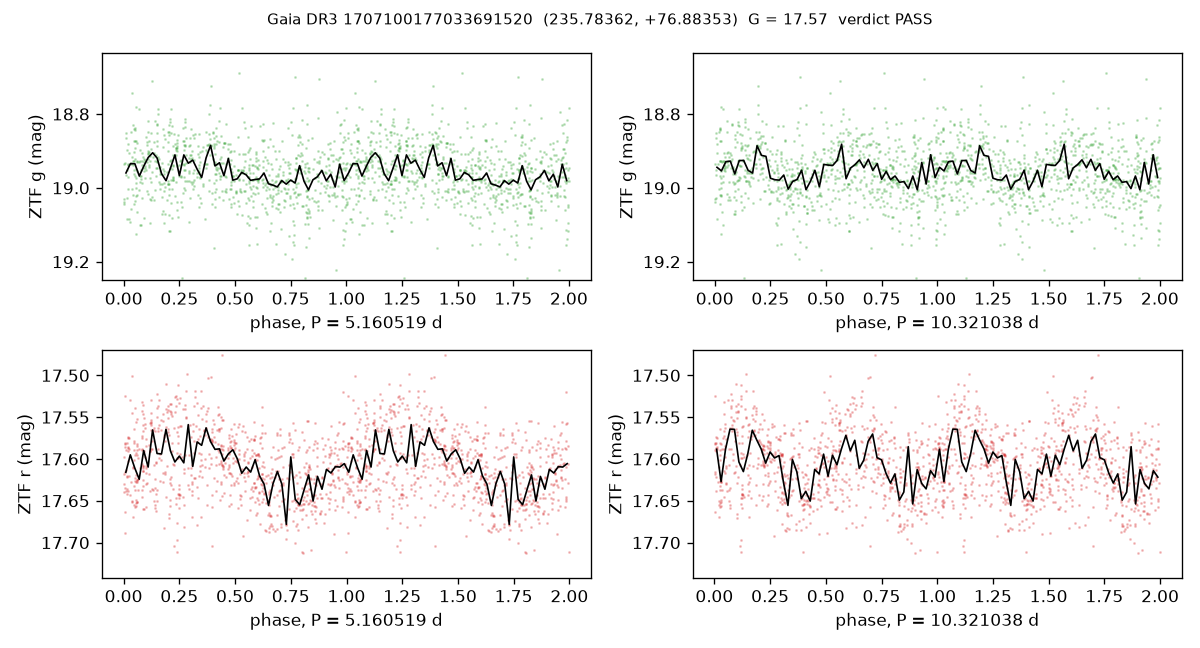 Gaia DR3 1707100177033691520 (235.78362, +76.88353) G = 17.57 verdict PASS
ZTF g (mag)
18.8
19.0
19.2
0.00 0.25 0.50 0.75 1.00 1.25 1.50 1.75 2.00
phase, P = 5.160519 d
ZTF g (mag)
18.8
19.0
19.2
0.00 0.25 0.50 0.75 1.00 1.25 1.50 1.75 2.00
phase, P = 10.321038 d
ZTF r (mag)
17.50
17.55
17.60
17.65
17.70
0.00 0.25 0.50 0.75 1.00 1.25 1.50 1.75 2.00
phase, P = 5.160519 d
ZTF r (mag)
17.50
17.55
17.60
17.65
17.70
0.00 0.25 0.50 0.75 1.00 1.25 1.50 1.75 2.00
phase, P = 10.321038 d